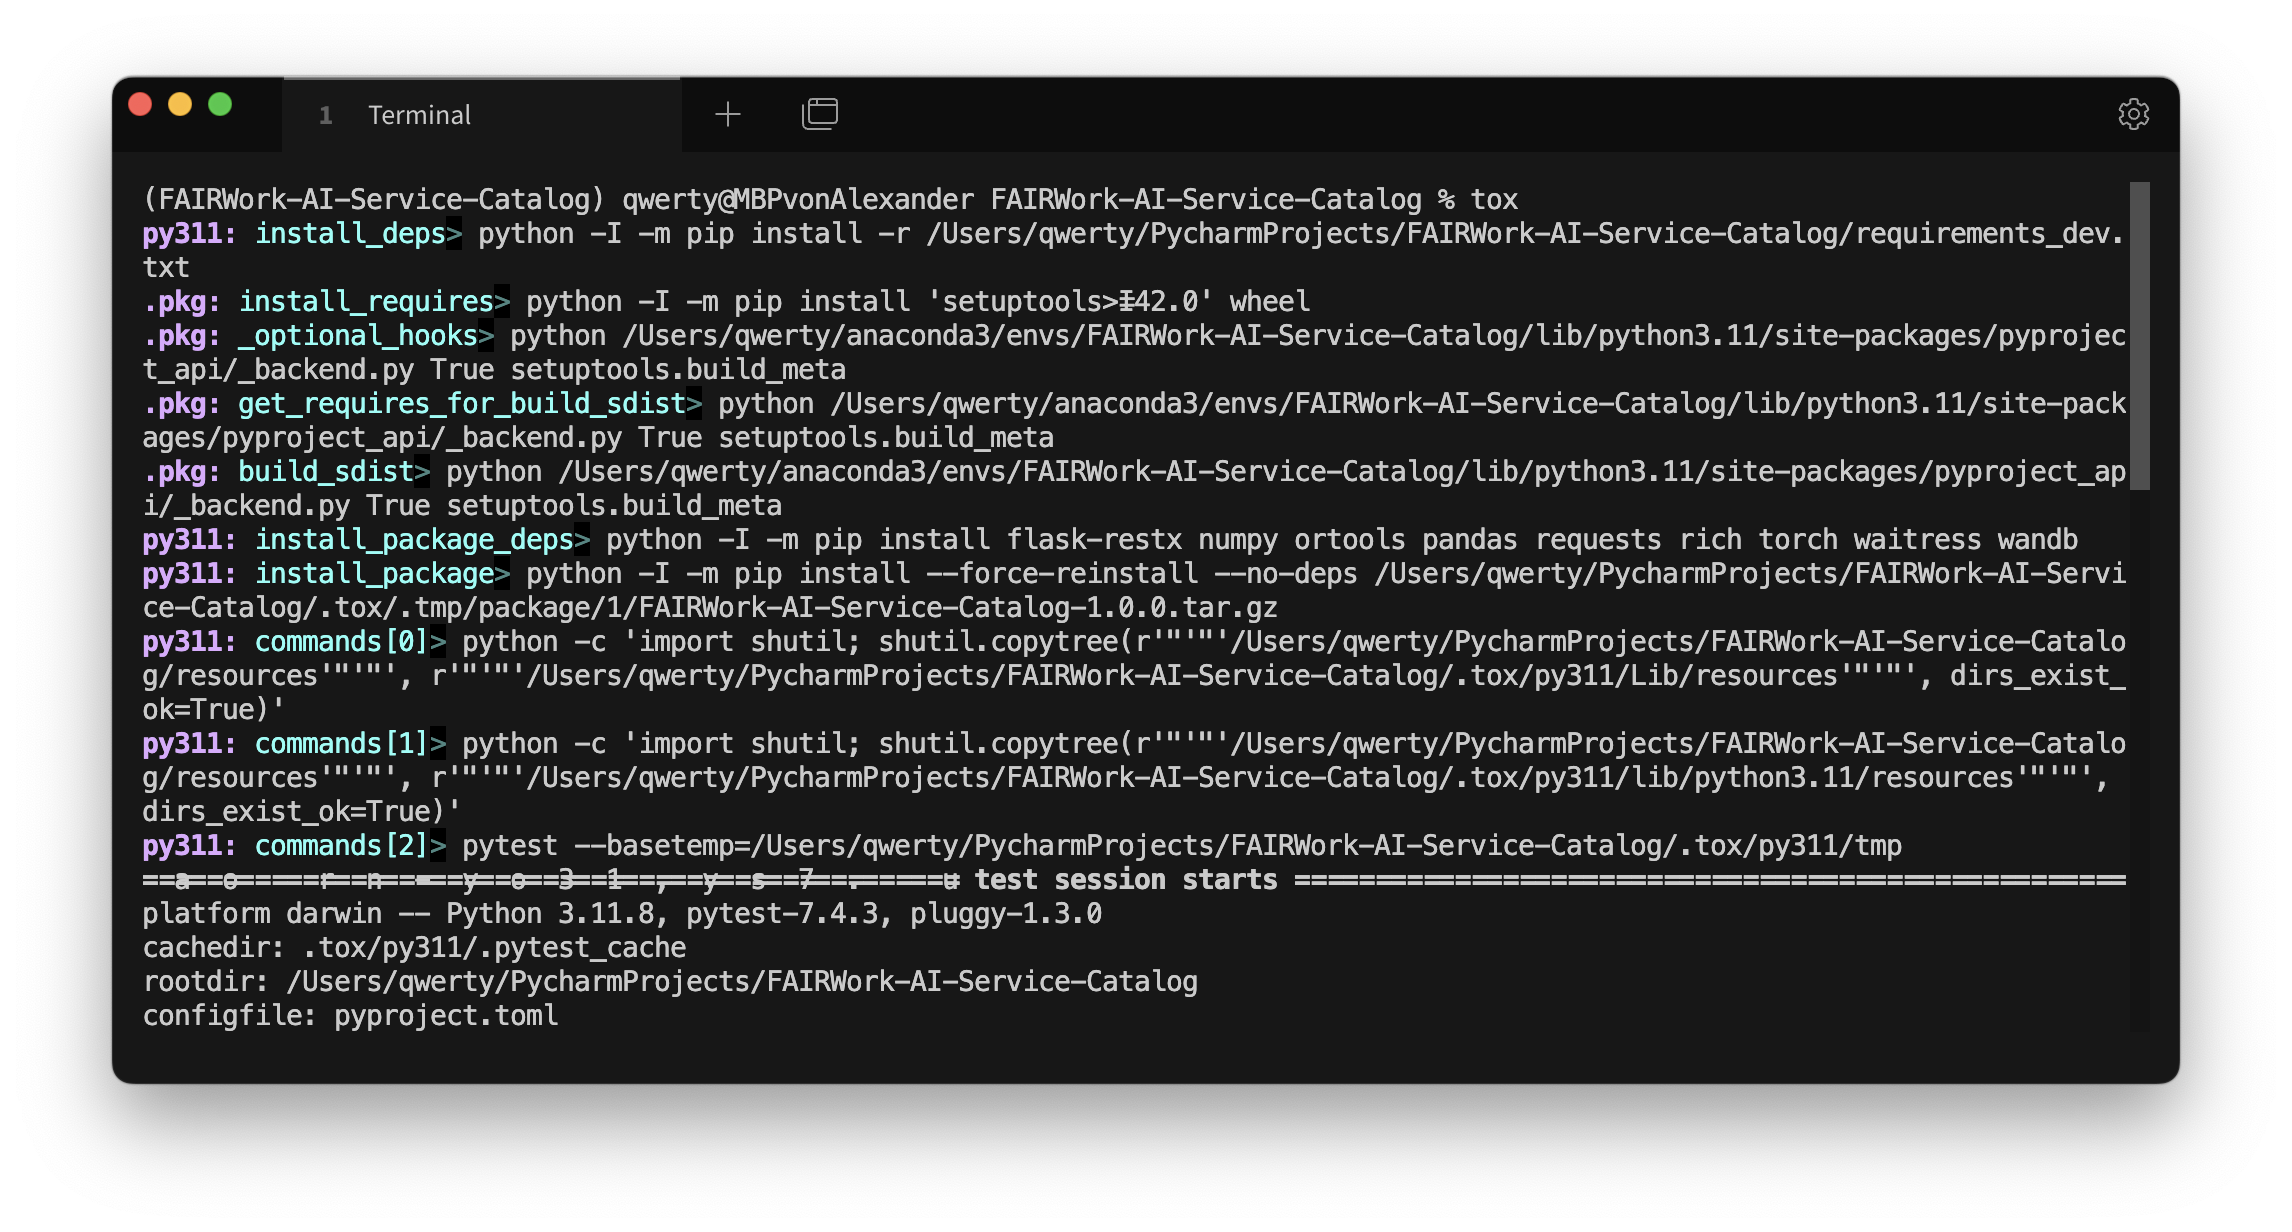 1 Terminal
(FAIRWork-AI-Service-Catalog) qwerty@MBPvonAlexander FAIRWork-AI-Service-Catalog % tox
py311: install_deps> python -I -m pip install -r /Users/qwerty/PycharmProjects/FAIRWork-AI-Service-Catalog/requirements_dev.
txt
.pkg: install_requires> python -I -m pip install 'setuptools>=42.0' wheel
.pkg: _optional_hooks> python /Users/qwerty/anaconda3/envs/FAIRWork-AI-Service-Catalog/lib/python3.11/site-packages/pyprojec
t_api/_backend.py True setuptools.build_meta
.pkg: get_requires_for_build_sdist> python /Users/qwerty/anaconda3/envs/FAIRWork-AI-Service-Catalog/lib/python3.11/site-pack
ages/pyproject_api/_backend.py True setuptools.build_meta
.pkg: build_sdist> python /Users/qwerty/anaconda3/envs/FAIRWork-AI-Service-Catalog/lib/python3.11/site-packages/pyproject_ap
i/_backend.py True setuptools.build_meta
py311: install_package_deps> python -I -m pip install flask-restx numpy ortools pandas requests rich torch waitress wandb
py311: install_package> python -I -m pip install --force-reinstall --no-deps /Users/qwerty/PycharmProjects/FAIRWork-AI-Servi
ce-Catalog/.tox/.tmp/package/1/FAIRWork-AI-Service-Catalog-1.0.0.tar.gz
py311: commands[0]> python -c 'import shutil; shutil.copytree(r'"'"'/Users/qwerty/PycharmProjects/FAIRWork-AI-Service-Catalo
g/resources'"'"', r'"'"'/Users/qwerty/PycharmProjects/FAIRWork-AI-Service-Catalog/.tox/py311/Lib/resources'"'"', dirs_exist_
ok=True)'
py311: commands[1]> python -c 'import shutil; shutil.copytree(r'"'"'/Users/qwerty/PycharmProjects/FAIRWork-AI-Service-Catalo
g/resources'"'"', r'"'"'/Users/qwerty/PycharmProjects/FAIRWork-AI-Service-Catalog/.tox/py311/lib/python3.11/resources'"'"',
dirs_exist_ok=True)'
py311: commands[2]> pytest --basetemp=/Users/qwerty/PycharmProjects/FAIRWork-AI-Service-Catalog/.tox/py311/tmp
test session starts ====================================================
platform darwin -- Python 3.11.8, pytest-7.4.3, pluggy-1.3.0
cachedir: .tox/py311/.pytest_cache
rootdir: /Users/qwerty/PycharmProjects/FAIRWork-AI-Service-Catalog
configfile: pyproject.toml